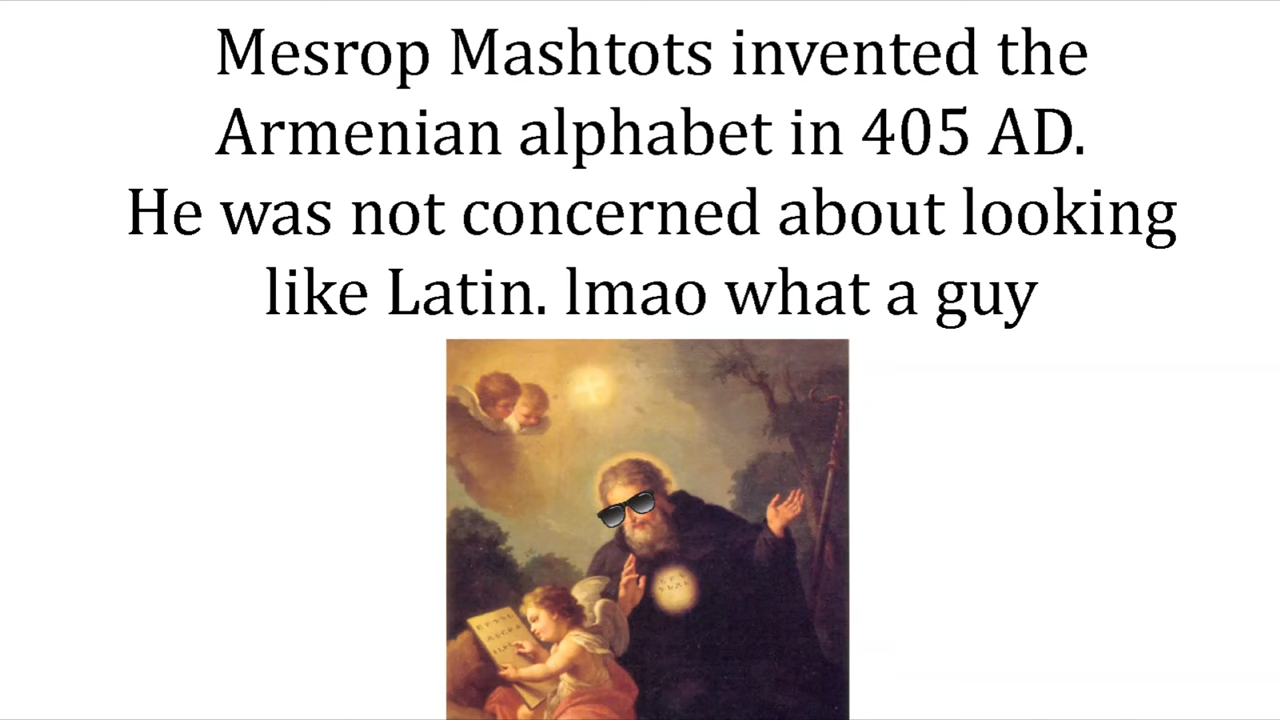 Mesrop Mashtots invented the
Armenian alphabet in 405 AD.
He was not concerned about looking
like Latin. lmao what a guy